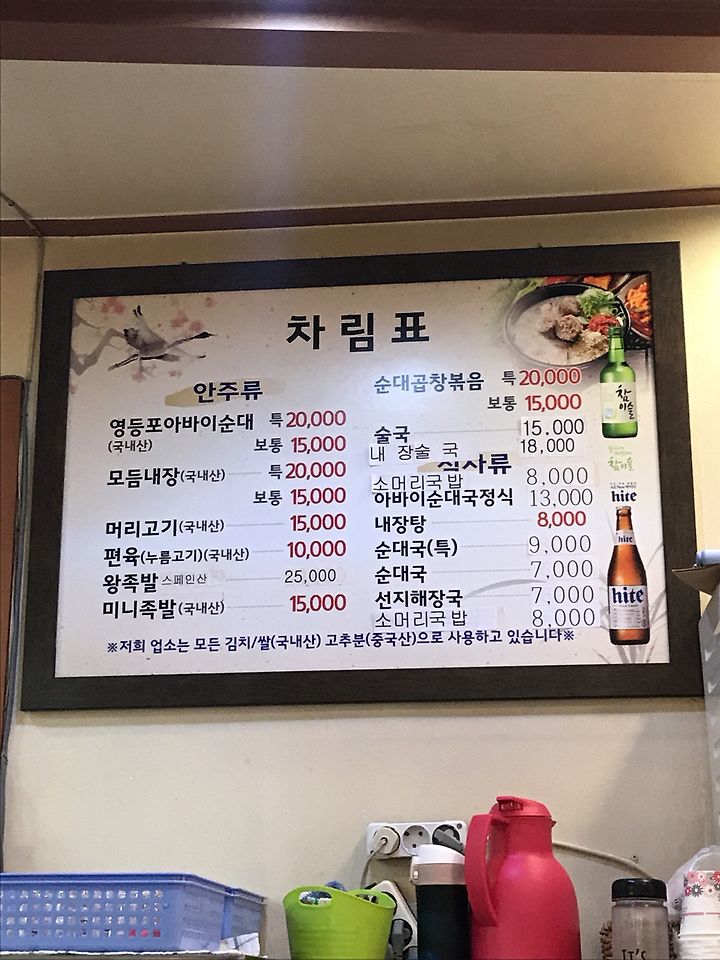 차림표
안주류
영등포아바이순대 특 20,000
(국내산) 보통 15,000
모듬내장(국내산) 특 20,000
보통 15,000
머리고기(국내산) 15,000
편육(누름고기)(국내산) 10,000
왕족발 스페인산 25,000
미니족발(국내산) 15,000
순대곱창볶음 특 20,000
보통 15,000
술국 15.000
내 장술 국 18,000
식사류
소머리국밥 8,000
아바이순대국정식 13,000
내장탕 8,000
순대국(특) 9,000
순대국 7,000
선지해장국 7,000
소머리국밥 8,000
※저희 업소는 모든 김치/쌀(국내산) 고추분(중국산)으로 사용하고 있습니다※
참이슬
참이슬
hite
hite
hite
IT'S